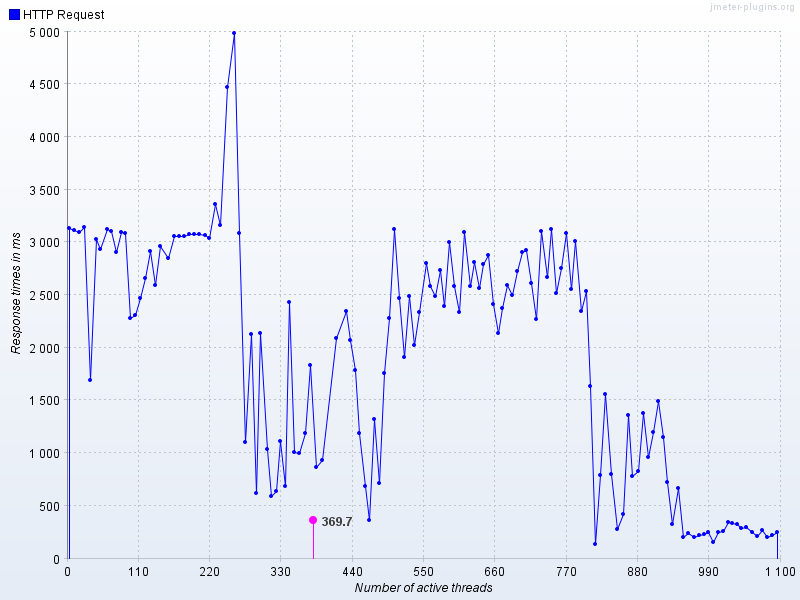 jmeter-plugins.org
HTTP Request
5 000
4 500
4 000
3 500
3 000
2 500
2 000
1 500
1 000
500
0
Response times in ms
369.7
0 110 220 330 440 550 660 770 880 990 1 100
Number of active threads